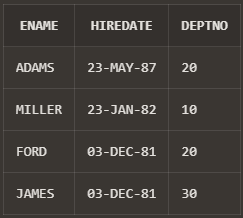 ENAME HIREDATE DEPTNO
ADAMS 23-MAY-87 20
MILLER 23-JAN-82 10
FORD 03-DEC-81 20
JAMES 03-DEC-81 30